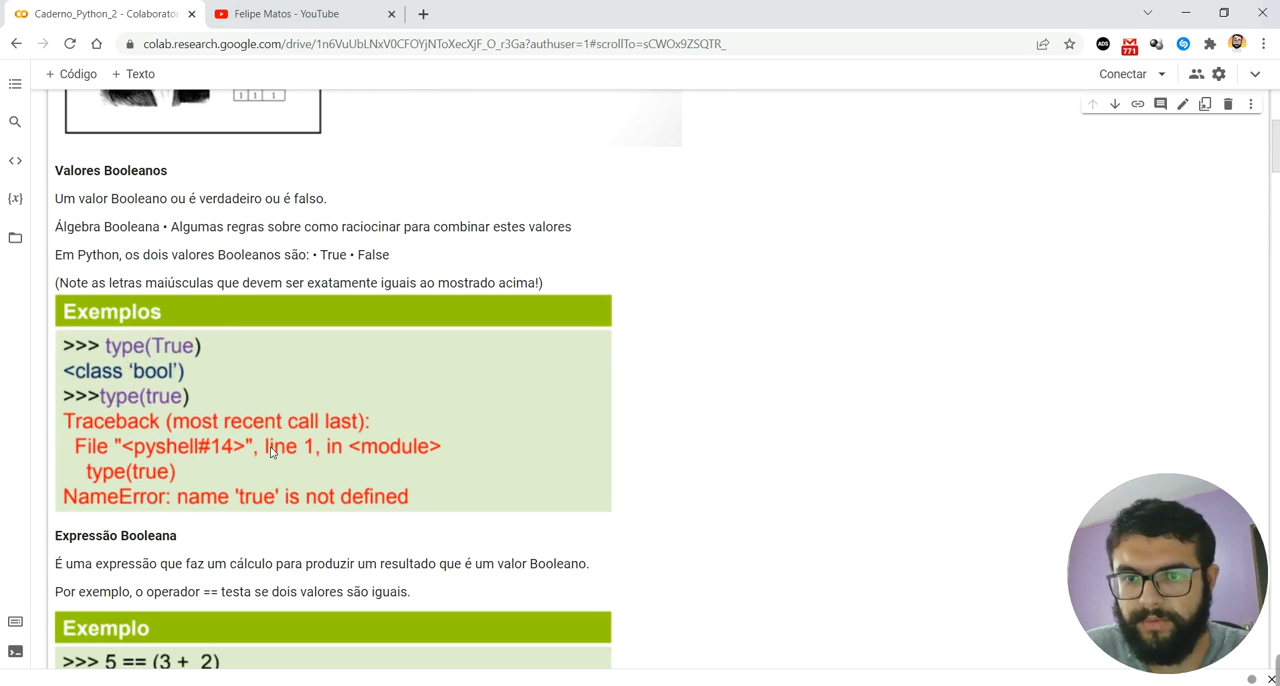 Caderno_Python_2 - Colaborator
Felipe Matos - YouTube
colab.research.google.com/drive/1n6VuUbLNxV0CFOYjNToXecXjF_O_r3Ga?authuser=1#scrollTo=sCWOx9ZSQTR_
ADS
771
+ Código + Texto
Conectar
1 1 1
Valores Booleanos
Um valor Booleano ou é verdadeiro ou é falso.
Álgebra Booleana • Algumas regras sobre como raciocinar para combinar estes valores
Em Python, os dois valores Booleanos são: • True • False
(Note as letras maiúsculas que devem ser exatamente iguais ao mostrado acima!)
Exemplos
>>> type(True)
<class ‘bool’)
>>>type(true)
Traceback (most recent call last):
File "<pyshell#14>", line 1, in <module>
type(true)
NameError: name 'true' is not defined
Expressão Booleana
É uma expressão que faz um cálculo para produzir um resultado que é um valor Booleano.
Por exemplo, o operador == testa se dois valores são iguais.
Exemplo
>>> 5 == (3 + 2)